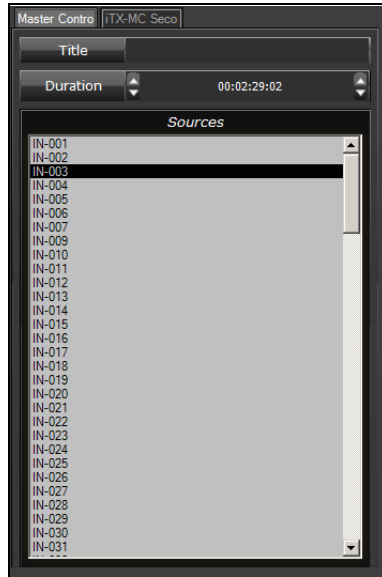 Master Contro iTX-MC Seco
Title
Duration 00:02:29:02
Sources
IN-001
IN-002
IN-003
IN-004
IN-005
IN-006
IN-007
IN-009
IN-010
IN-011
IN-012
IN-013
IN-014
IN-015
IN-016
IN-017
IN-018
IN-019
IN-020
IN-021
IN-022
IN-023
IN-024
IN-025
IN-026
IN-027
IN-028
IN-029
IN-030
IN-031